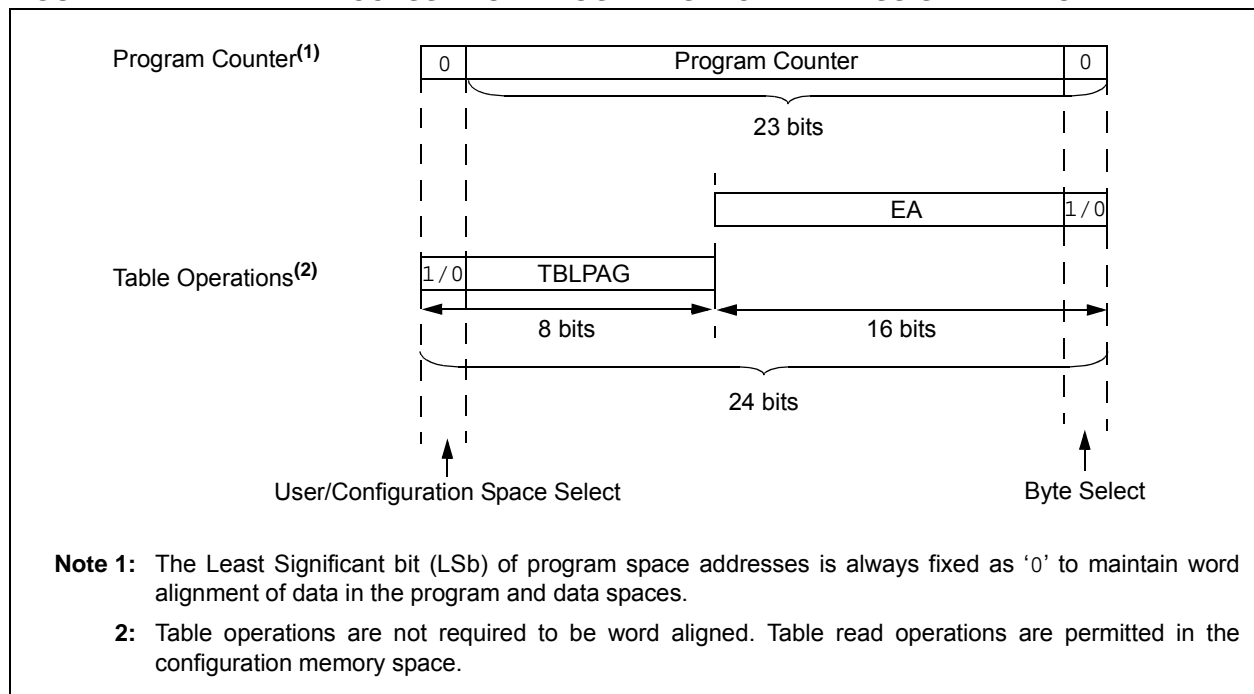 Program Counter(1)
0
Program Counter
0
23 bits
EA
1/0
Table Operations(2)
1/0
TBLPAG
8 bits
16 bits
24 bits
User/Configuration Space Select
Byte Select
Note 1: The Least Significant bit (LSb) of program space addresses is always fixed as ‘0’ to maintain word
alignment of data in the program and data spaces.
2: Table operations are not required to be word aligned. Table read operations are permitted in the
configuration memory space.